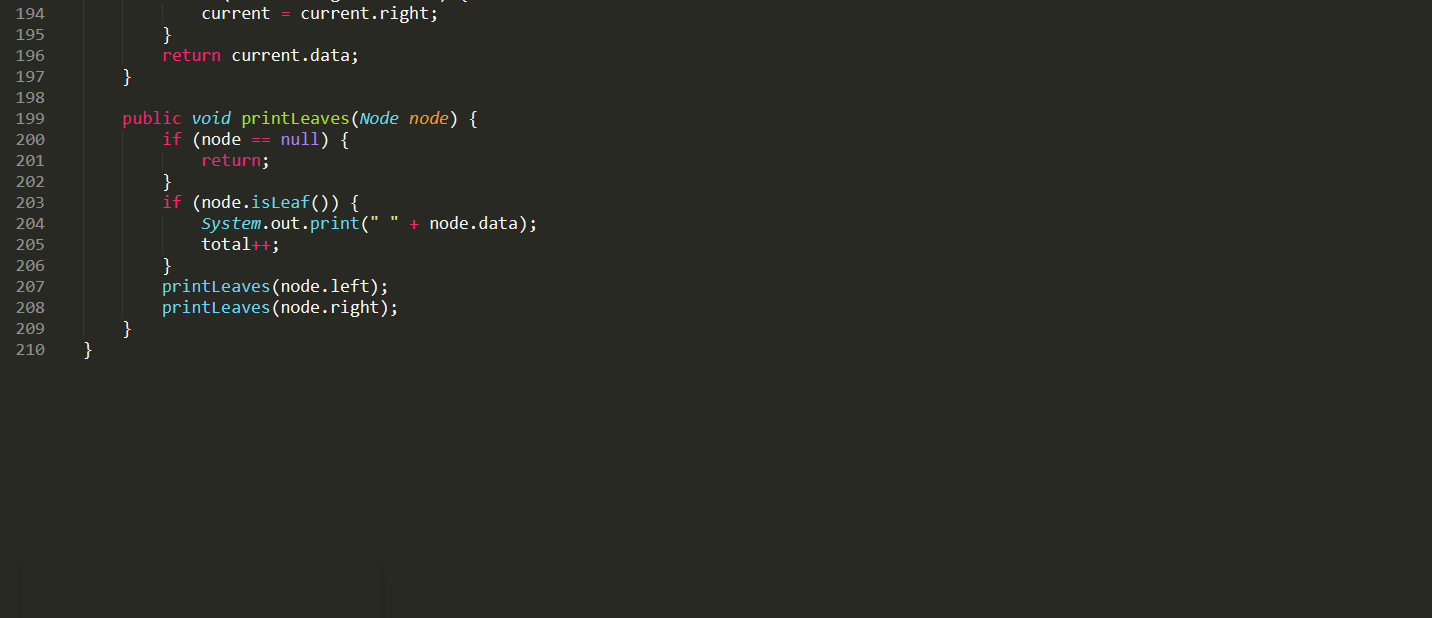 194 current = current.right;
195 }
196 return current.data;
197 }
198
199 public void printLeaves(Node node) {
200 if (node == null) {
201 return;
202 }
203 if (node.isLeaf()) {
204 System.out.print(" " + node.data);
205 total++;
206 }
207 printLeaves(node.left);
208 printLeaves(node.right);
209 }
210 }